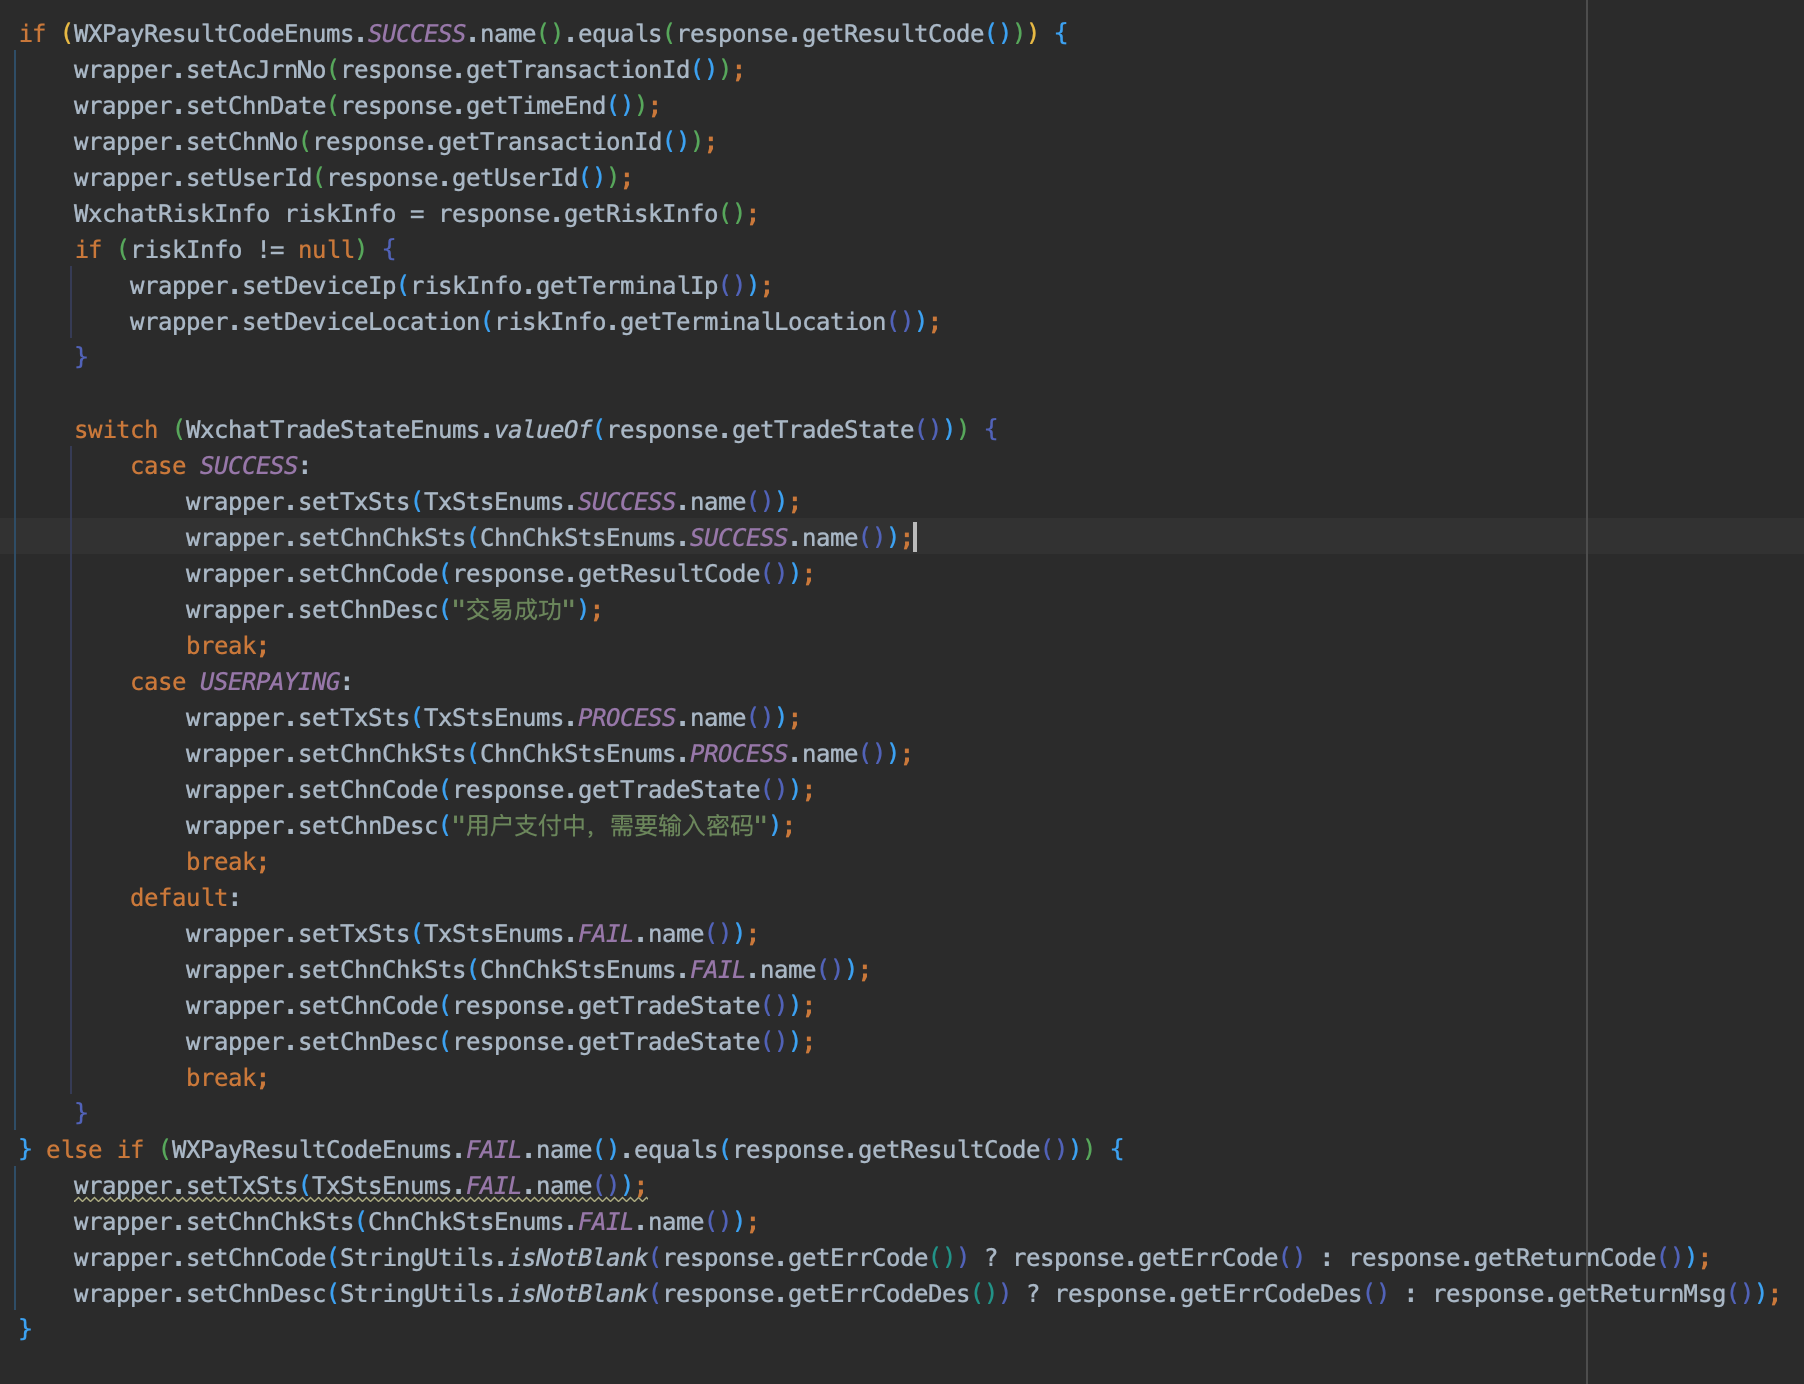 if (WXPayResultCodeEnums.SUCCESS.name().equals(response.getResultCode())) {
    wrapper.setAcJrnNo(response.getTransactionId());
    wrapper.setChnDate(response.getTimeEnd());
    wrapper.setChnNo(response.getTransactionId());
    wrapper.setUserId(response.getUserId());
    WxchatRiskInfo riskInfo = response.getRiskInfo();
    if (riskInfo != null) {
        wrapper.setDeviceIp(riskInfo.getTerminalIp());
        wrapper.setDeviceLocation(riskInfo.getTerminalLocation());
    }

    switch (WxchatTradeStateEnums.valueOf(response.getTradeState())) {
        case SUCCESS:
            wrapper.setTxSts(TxStsEnums.SUCCESS.name());
            wrapper.setChnChkSts(ChnChkStsEnums.SUCCESS.name());
            wrapper.setChnCode(response.getResultCode());
            wrapper.setChnDesc("交易成功");
            break;
        case USERPAYING:
            wrapper.setTxSts(TxStsEnums.PROCESS.name());
            wrapper.setChnChkSts(ChnChkStsEnums.PROCESS.name());
            wrapper.setChnCode(response.getTradeState());
            wrapper.setChnDesc("用户支付中，需要输入密码");
            break;
        default:
            wrapper.setTxSts(TxStsEnums.FAIL.name());
            wrapper.setChnChkSts(ChnChkStsEnums.FAIL.name());
            wrapper.setChnCode(response.getTradeState());
            wrapper.setChnDesc(response.getTradeState());
            break;
    }
} else if (WXPayResultCodeEnums.FAIL.name().equals(response.getResultCode())) {
    wrapper.setTxSts(TxStsEnums.FAIL.name());
    wrapper.setChnChkSts(ChnChkStsEnums.FAIL.name());
    wrapper.setChnCode(StringUtils.isNotBlank(response.getErrCode()) ? response.getErrCode() : response.getReturnCode());
    wrapper.setChnDesc(StringUtils.isNotBlank(response.getErrCodeDes()) ? response.getErrCodeDes() : response.getReturnMsg());
}